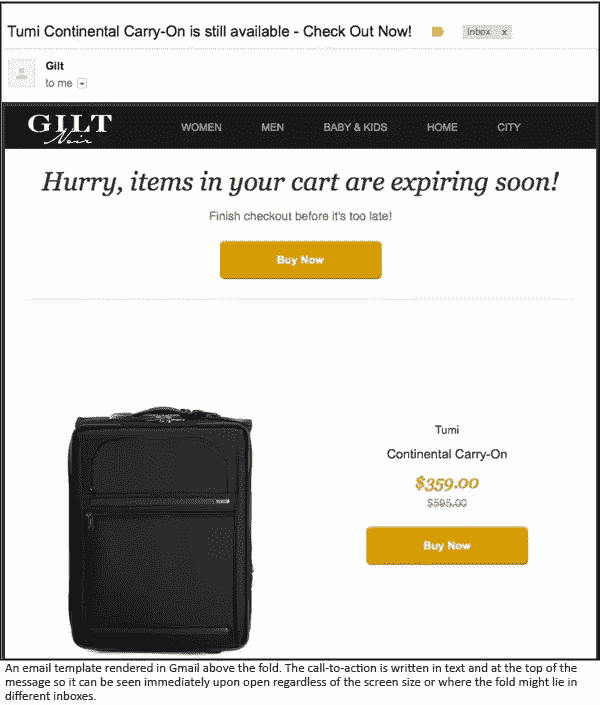 Tumi Continental Carry-On is still available - Check Out Now!
Inbox x
Gilt
to me
GILT
Noir
WOMEN MEN BABY & KIDS HOME CITY
Hurry, items in your cart are expiring soon!
Finish checkout before it's too late!
Buy Now
Tumi
Continental Carry-On
$359.00
$595.00
Buy Now
An email template rendered in Gmail above the fold. The call-to-action is written in text and at the top of the
message so it can be seen immediately upon open regardless of the screen size or where the fold might lie in
different inboxes.